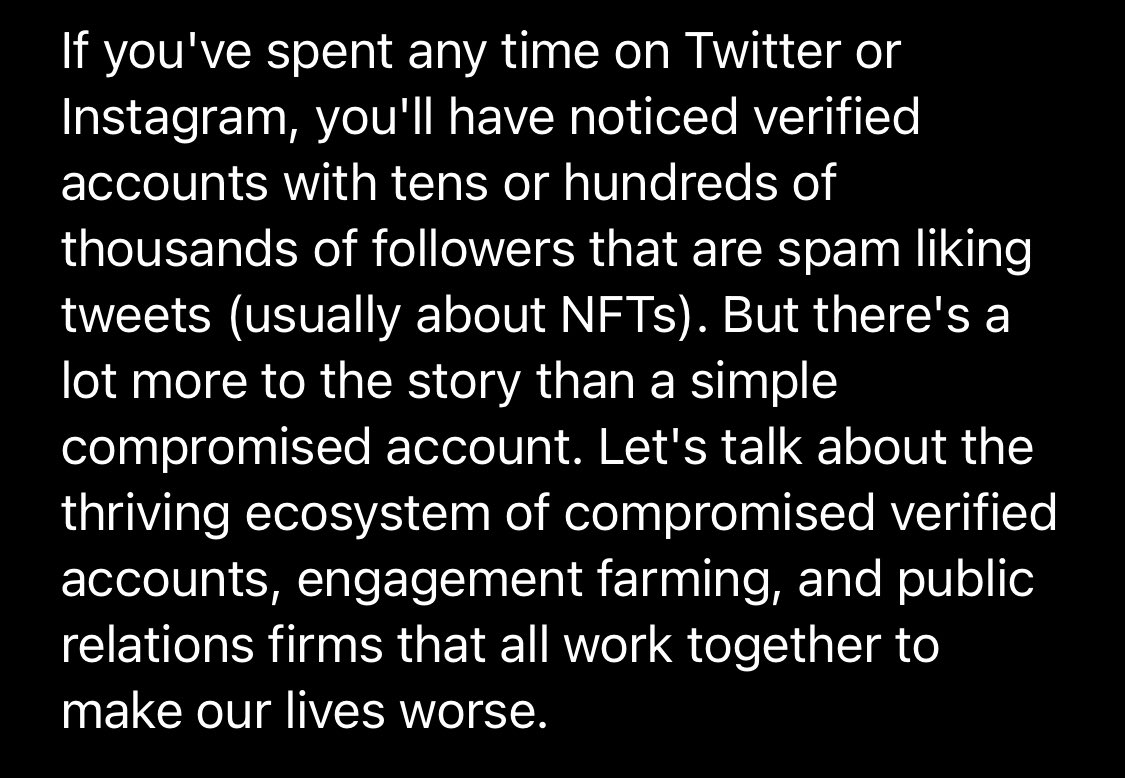 If you've spent any time on Twitter or
Instagram, you'll have noticed verified
accounts with tens or hundreds of
thousands of followers that are spam liking
tweets (usually about NFTs). But there's a
lot more to the story than a simple
compromised account. Let's talk about the
thriving ecosystem of compromised verified
accounts, engagement farming, and public
relations firms that all work together to
make our lives worse.